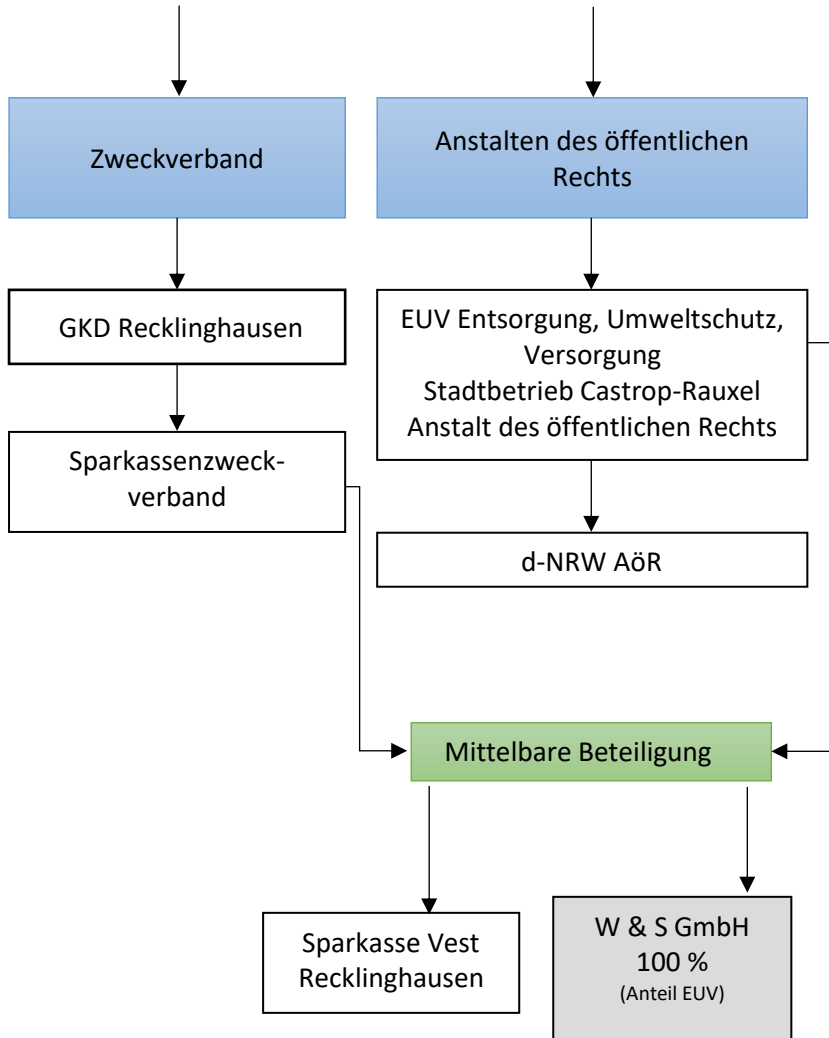 Zweckverband
Anstalten des öffentlichen
Rechts
GKD Recklinghausen
EUV Entsorgung, Umweltschutz,
Versorgung
Stadtbetrieb Castrop-Rauxel
Anstalt des öffentlichen Rechts
Sparkassenzweck-
verband
d-NRW AöR
Mittelbare Beteiligung
Sparkasse Vest
Recklinghausen
W & S GmbH
100 %
(Anteil EUV)